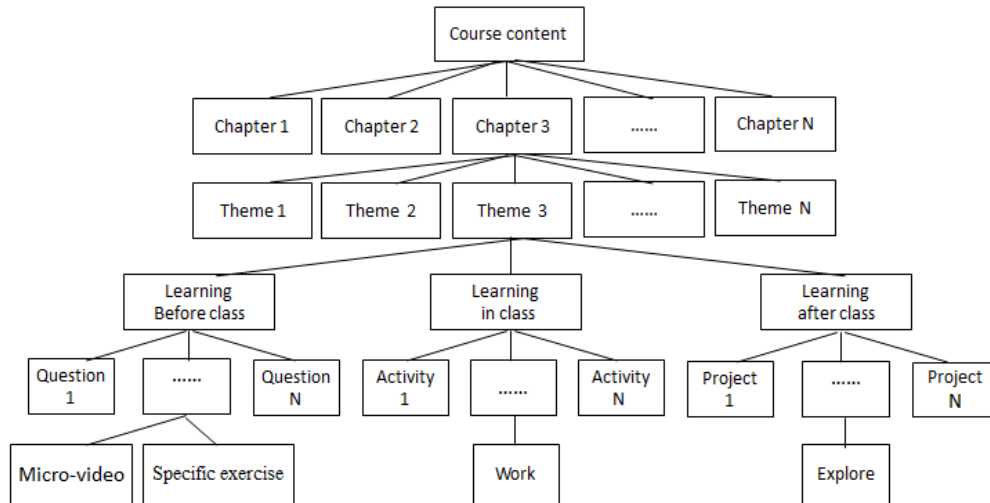 Course content
Chapter 1
Chapter 2
Chapter 3
......
Chapter N
Theme 1
Theme 2
Theme 3
......
Theme N
Learning
Before class
Learning
in class
Learning
after class
Question
1
......
Question
N
Activity
1
......
Activity
N
Project
1
......
Project
N
Micro-video
Specific exercise
Work
Explore